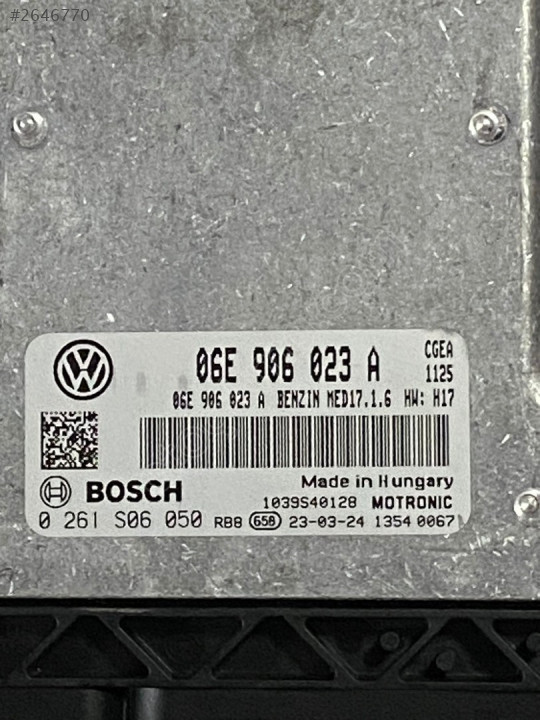 #2646770
06E 906 023 A CGEA
1125
06E 906 023 A BENZIN MED17.1.6 HW: H17
Made in Hungary
BOSCH
1039S40128 MOTRONIC
0 261 S06 050 RB8 658 23-03-24 1354 0067